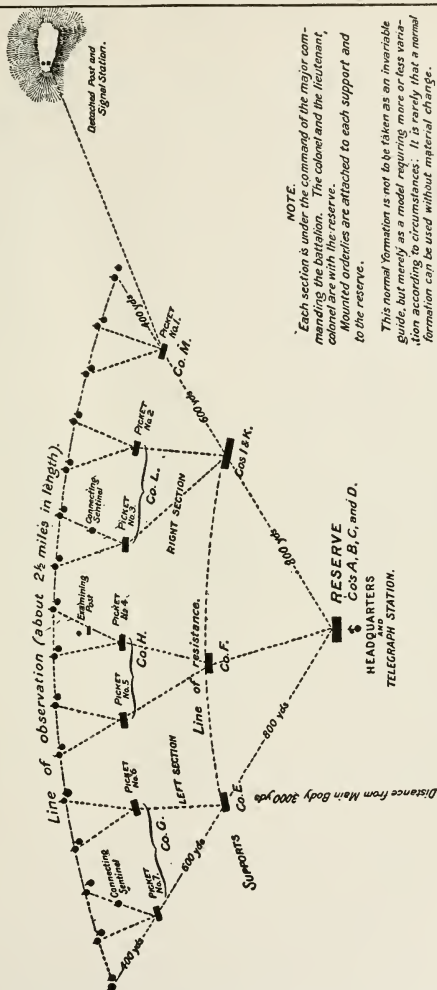 Detached Post and
Signal Station.
Line of observation (about 2½ miles in length).
400 yds
PICKET
No.1.
Co. M.
PICKET
No 2
Connecting
Sentinel
PICKET
No.3.
Co. L.
RIGHT SECTION
600 yds
Cos I & K.
Examining
Post
PICKET
No 4.
PICKET
No.5
Co. H.
Line of resistance.
Co. F.
PICKET
No.6
LEFT SECTION
Co. G.
Connecting
Sentinel
PICKET
No 7.
400 yds
600 yds
Co. E.
SUPPORTS
800 yds
800 yds
RESERVE
Cos A, B, C, and D.
HEADQUARTERS
AND
TELEGRAPH STATION.
Distance from Main Body 3000 yds
NOTE.
Each section is under the command of the major com-
manding the battalion. The colonel and the lieutenant
colonel are with the reserve.
Mounted orderlies are attached to each support and
to the reserve.
This normal formation is not to be taken as an invariable
guide, but merely as a model requiring more or less varia-
tion according to circumstances: It is rarely that a normal
formation can be used without material change.